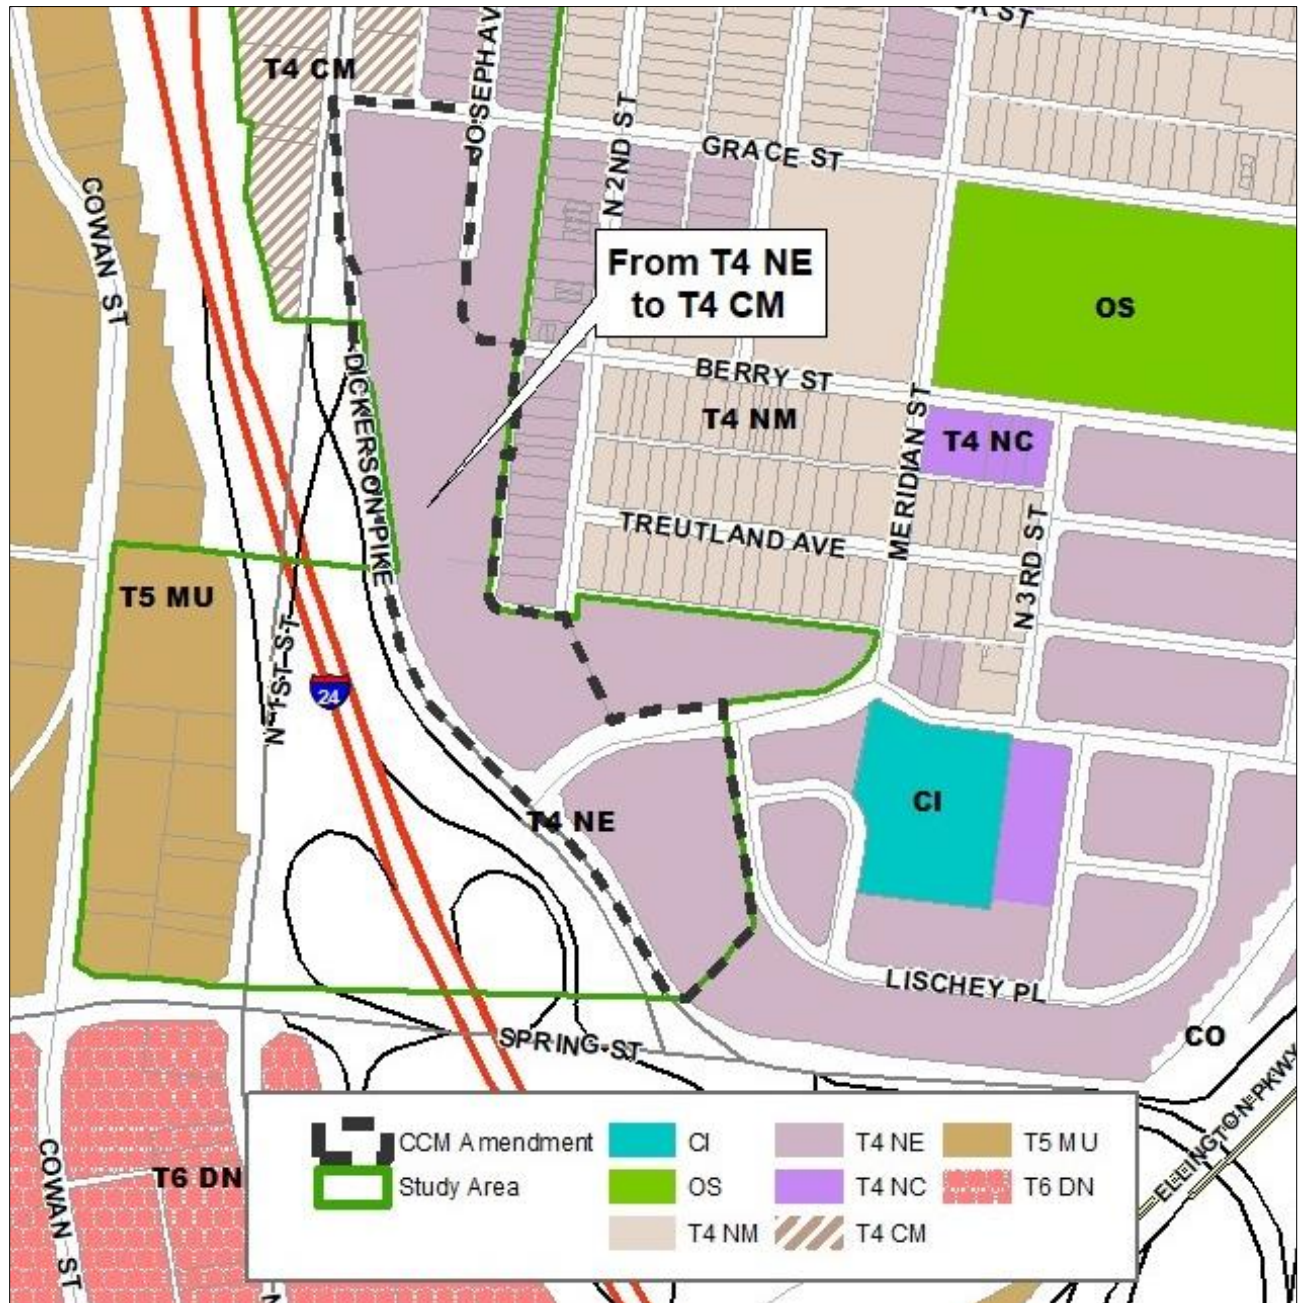 T4 CM
JOSEPH AV
N 2ND ST
GRACE ST
COWAN ST
From T4 NE
to T4 CM
OS
DICKERSON PIKE
BERRY ST
T4 NM
MERIDIAN ST
T4 NC
TREUTLAND AVE
N 3RD ST
T5 MU
N 1ST ST
24
CI
T4 NE
LISCHEY PL
SPRING ST
CO
ELLINGTON PKWY
COWAN ST
T6 DN
N
CCM Amendment
Study Area
CI
OS
T4 NM
T4 NE
T4 NC
T4 CM
T5 MU
T6 DN